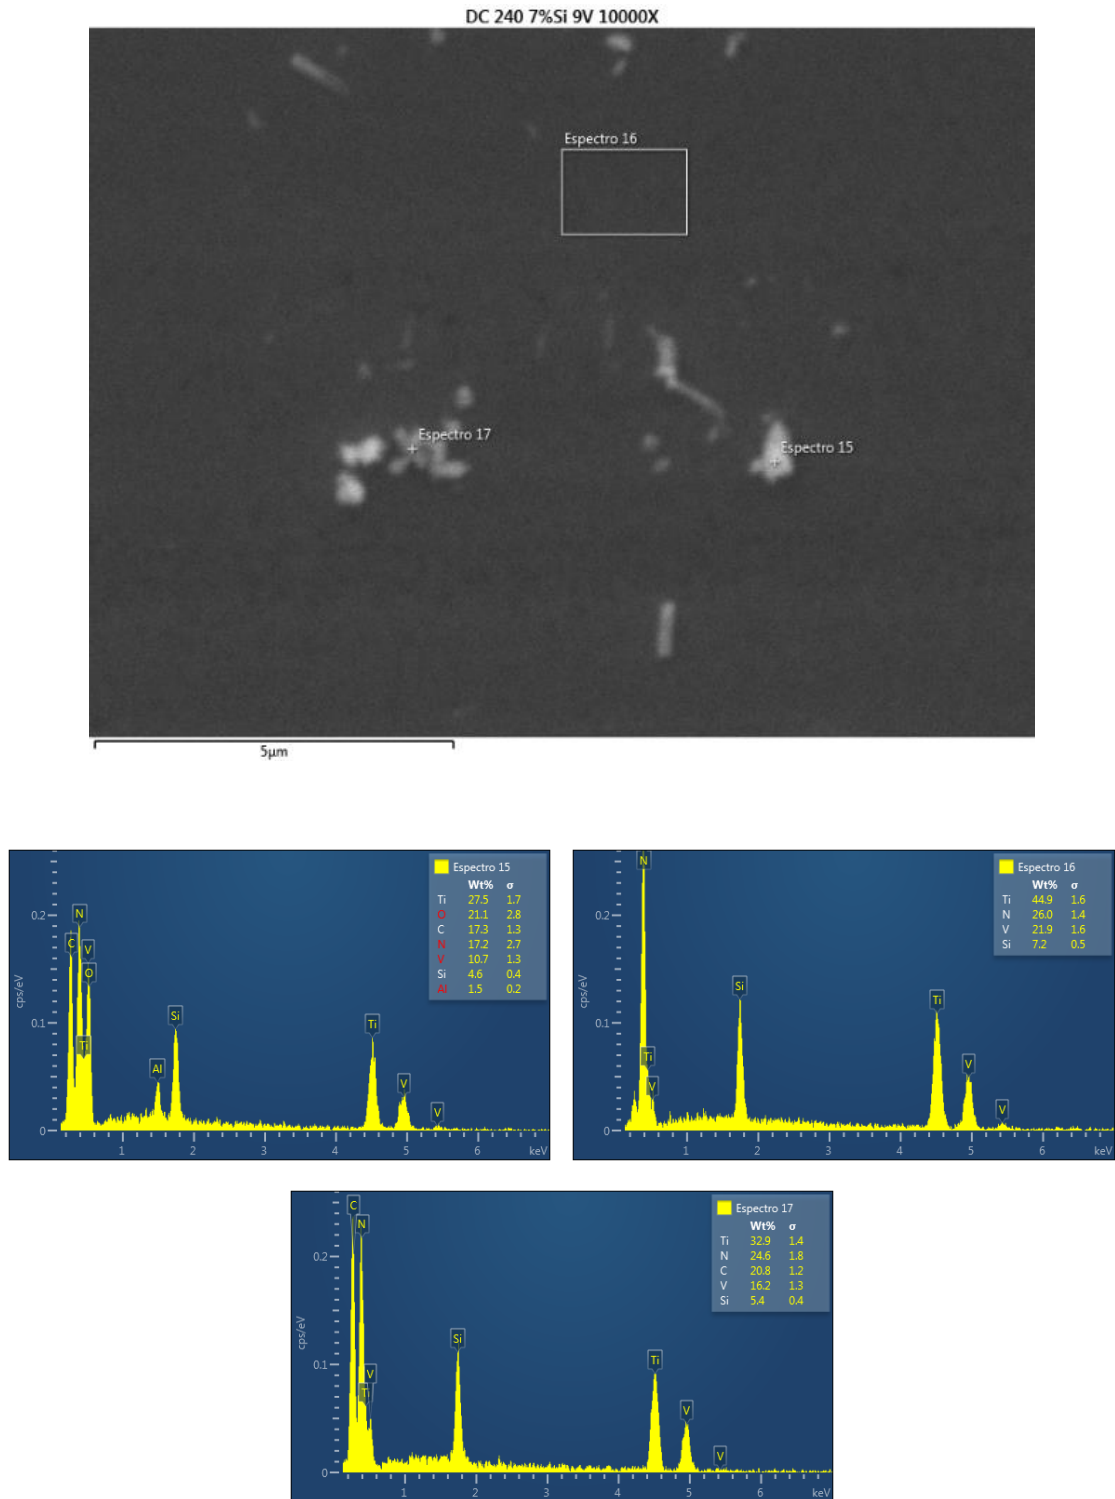 DC 240 7%Si 9V 10000X
Espectro 16
Espectro 17
Espectro 15
5µm
Espectro 15
Wt% σ
Ti 27.5 1.7
O 21.1 2.8
C 17.3 1.3
N 17.2 2.7
V 10.7 1.3
Si 4.6 0.4
Al 1.5 0.2
cps/eV
0.2
0.1
0
C
N
V
O
Ti
Al
Si
Ti
V
V
1 2 3 4 5 6 keV
Espectro 16
Wt% σ
Ti 44.9 1.6
N 26.0 1.4
V 21.9 1.6
Si 7.2 0.5
cps/eV
0.2
0.1
0
N
Ti
V
Si
Ti
V
V
1 2 3 4 5 6 keV
Espectro 17
Wt% σ
Ti 32.9 1.4
N 24.6 1.8
C 20.8 1.2
V 16.2 1.3
Si 5.4 0.4
cps/eV
0.2
0.1
0
C
N
V
Si
Ti
V
V
1 2 3 4 5 6 keV